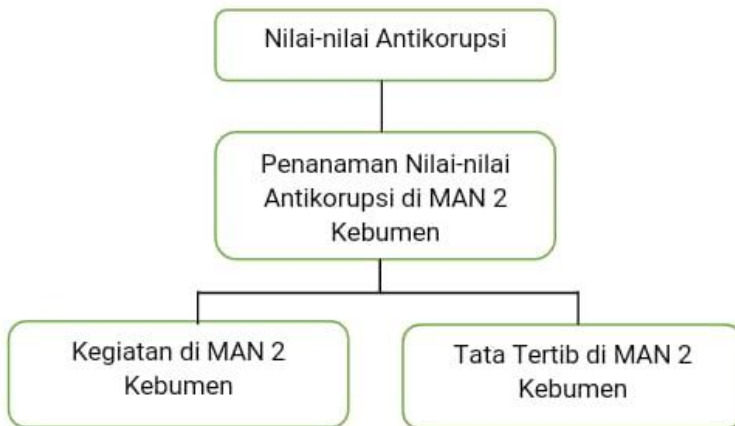 Nilai-nilai Antikorupsi
Penanaman Nilai-nilai
Antikorupsi di MAN 2
Kebumen
Kegiatan di MAN 2
Kebumen
Tata Tertib di MAN 2
Kebumen